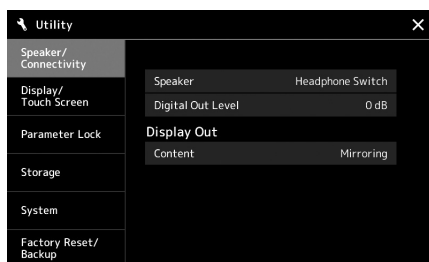 Utility
Speaker/
Connectivity
Display/
Touch Screen
Parameter Lock
Storage
System
Factory Reset/
Backup
Speaker Headphone Switch
Digital Out Level 0 dB
Display Out
Content Mirroring